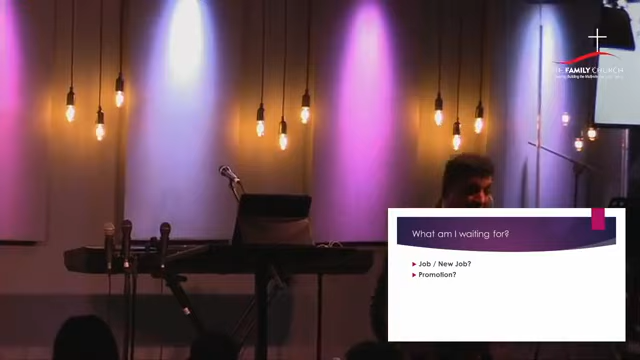 FAMILY CHURCH
What am I waiting for?
Job / New Job?
Promotion?